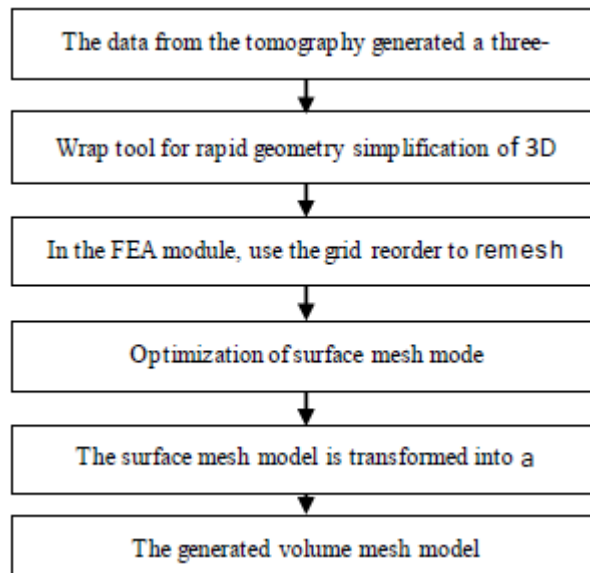 The data from the tomography generated a three-
Wrap tool for rapid geometry simplification of 3D
In the FEA module, use the grid reorder to remesh
Optimization of surface mesh mode
The surface mesh model is transformed into a
The generated volume mesh model